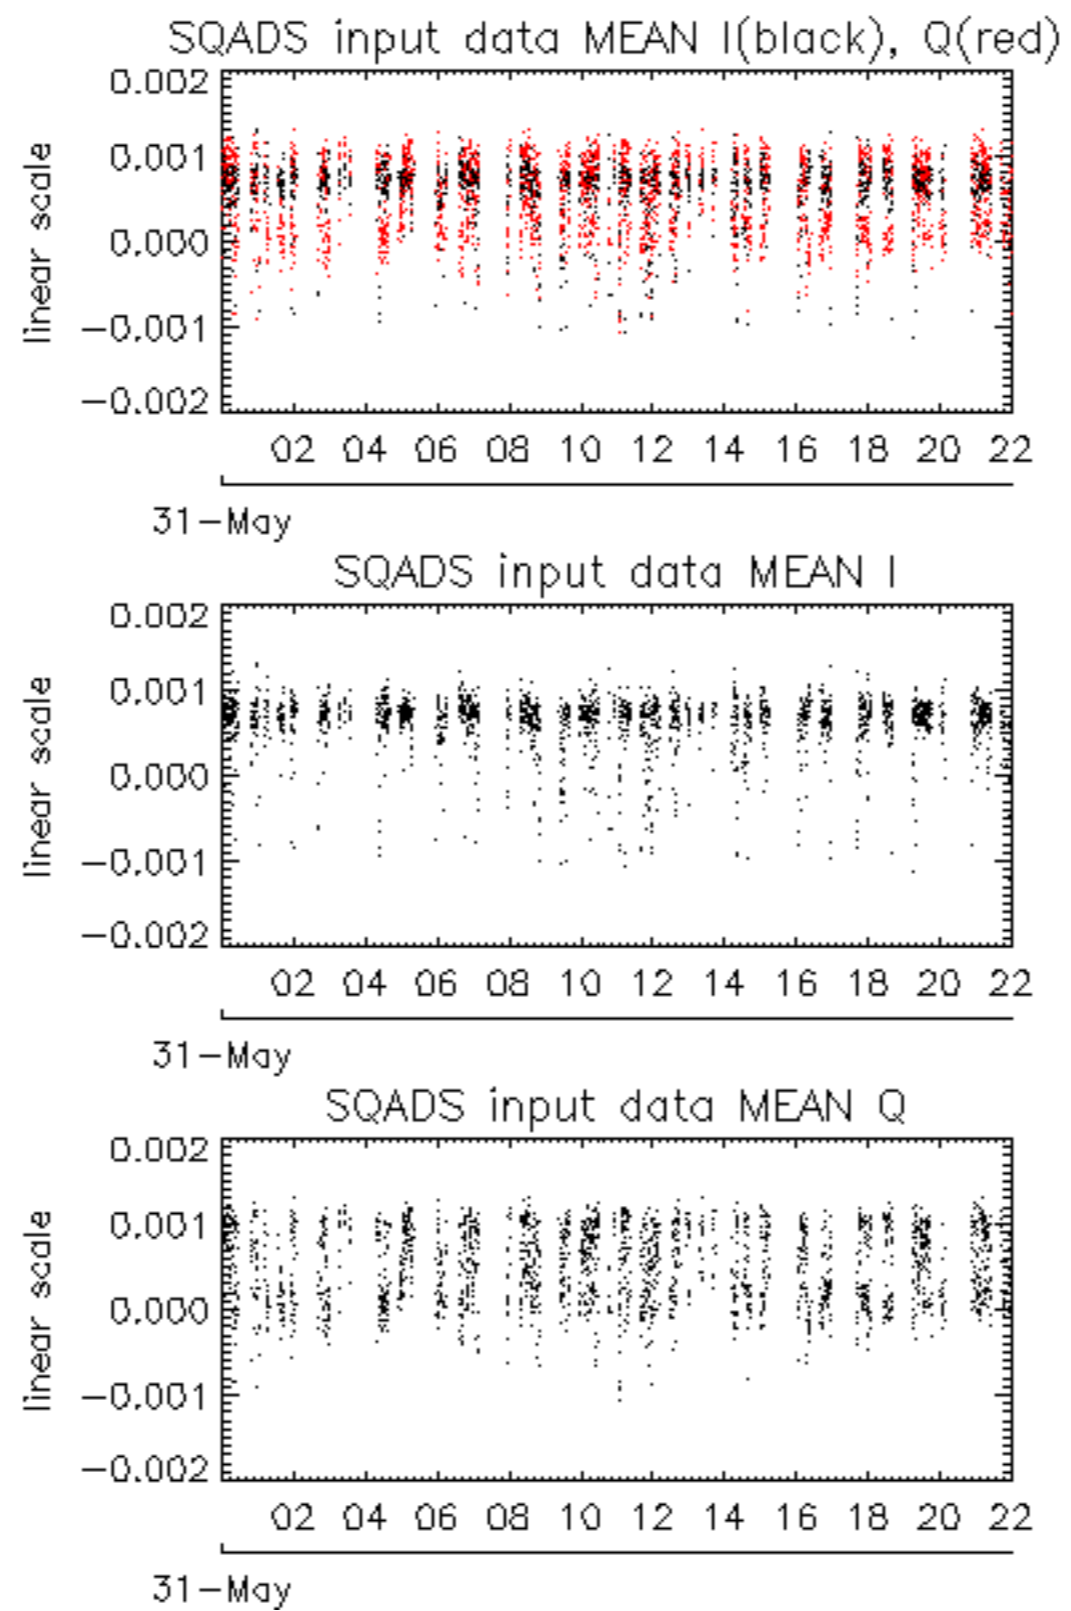 SQADS input data MEAN I(black), Q(red)
0.002
0.001
0.000
-0.001
-0.002
linear scale
02 04 06 08 10 12 14 16 18 20 22
31-May
SQADS input data MEAN I
0.002
0.001
0.000
-0.001
-0.002
linear scale
02 04 06 08 10 12 14 16 18 20 22
31-May
SQADS input data MEAN Q
0.002
0.001
0.000
-0.001
-0.002
linear scale
02 04 06 08 10 12 14 16 18 20 22
31-May